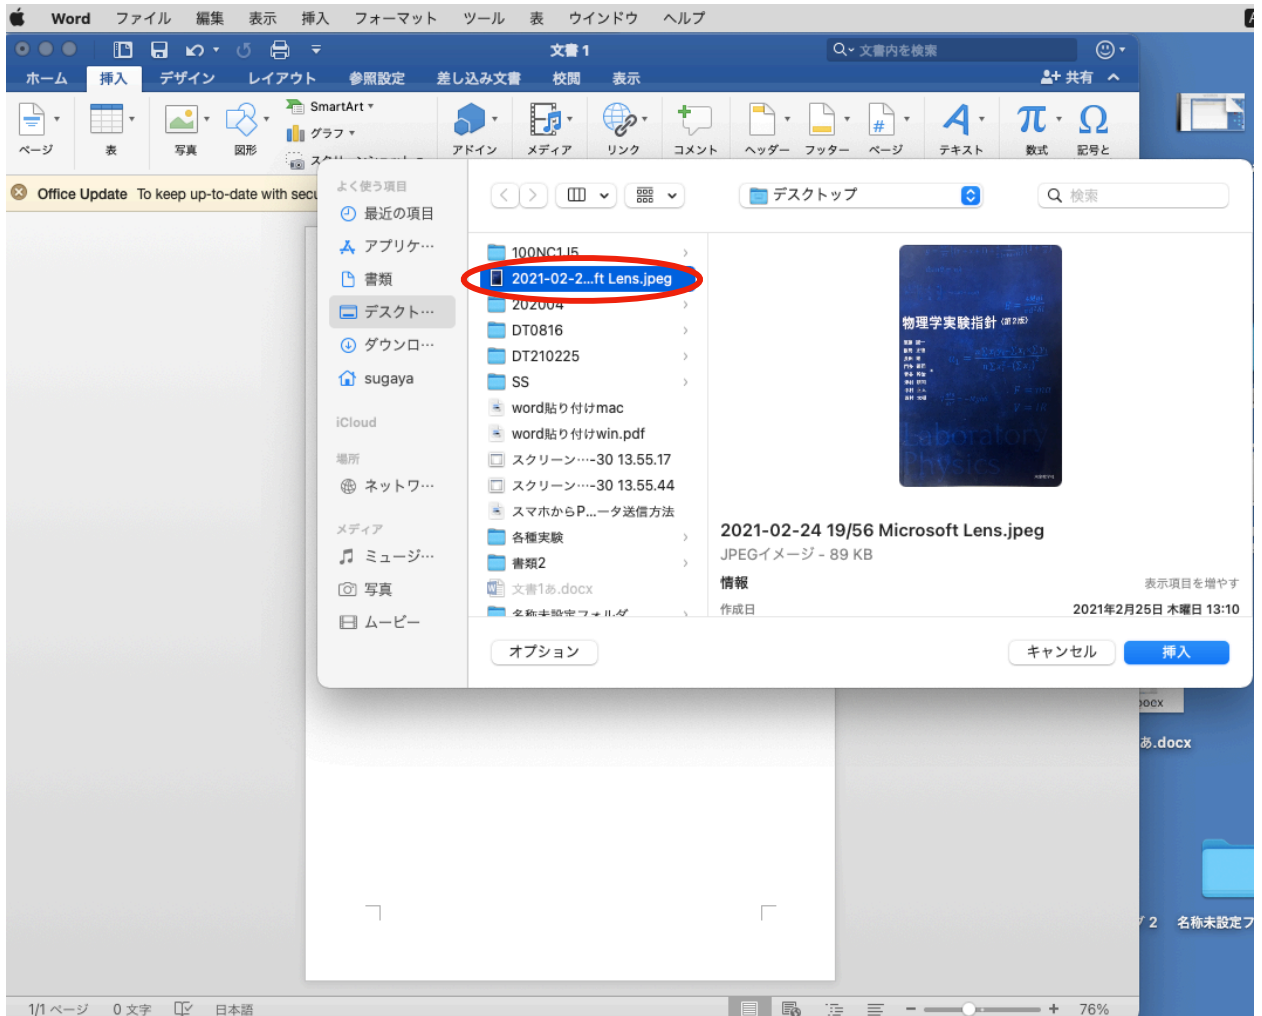 Word ファイル 編集 表示 挿入 フォーマット ツール 表 ウインドウ ヘルプ
文書 1
文書内を検索
ホーム 挿入 デザイン レイアウト 参照設定 差し込み文書 校閲 表示
共有
SmartArt
グラフ
ページ 表 写真 図形 アドイン メディア リンク コメント ヘッダー フッター ページ テキスト 数式 記号と
Office Update To keep up-to-date with secu
よく使う項目
最近の項目
アプリケ…
書類
デスクト…
ダウンロ…
sugaya
iCloud
場所
ネットワ…
メディア
ミュージ…
写真
ムービー
デスクトップ
検索
100NC1J5
2021-02-2...ft Lens.jpeg
202004
DT0816
DT210225
SS
word貼り付けmac
word貼り付けwin.pdf
スクリーン…-30 13.55.17
スクリーン…-30 13.55.44
スマホからP...ータ送信方法
各種実験
書類2
文書1あ.docx
名称未設定フォルダ
物理学実験指針 (第2版)
Laboratory
Physics
2021-02-24 19/56 Microsoft Lens.jpeg
JPEGイメージ - 89 KB
情報
表示項目を増やす
作成日
2021年2月25日 木曜日 13:10
オプション
キャンセル
挿入
あ.docx
2
名称未設定フ
1/1 ページ 0 文字 日本語
76%